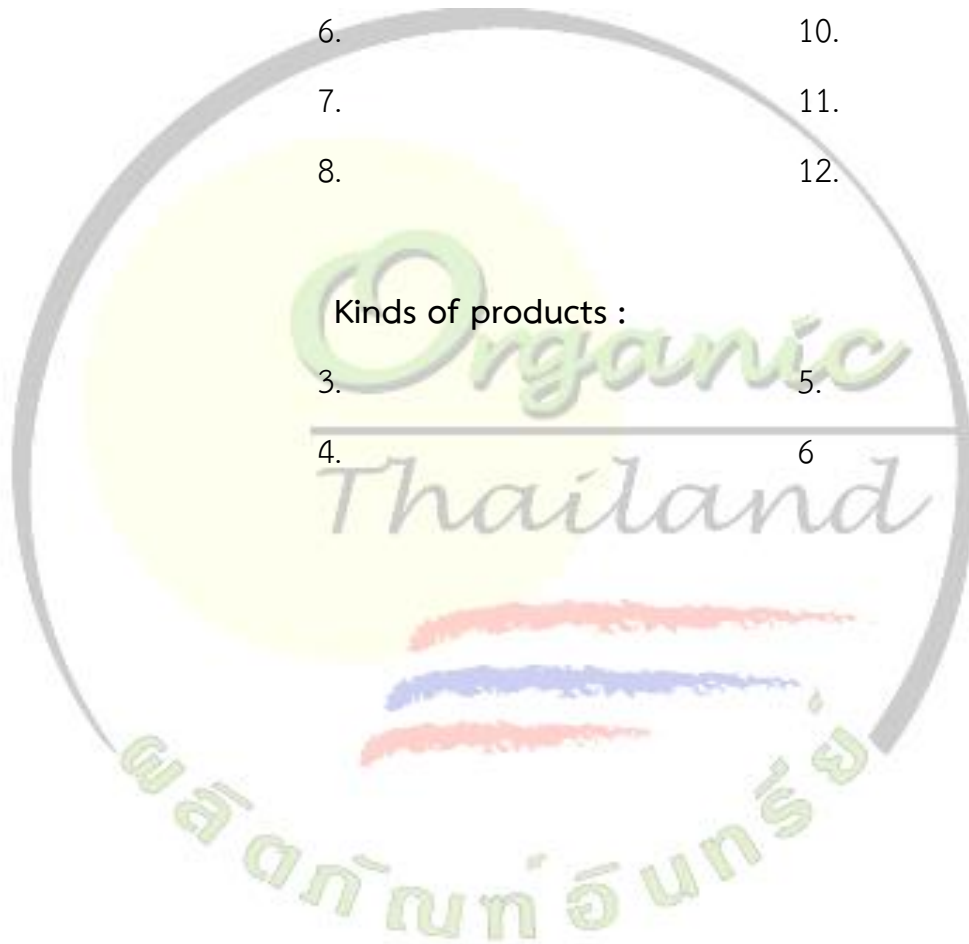 6. 10.
7. 11.
8. 12.
Kinds of products :
Organic
3. 5.
4. 6
Thailand
ผลิตภัณฑ์อินทรีย์